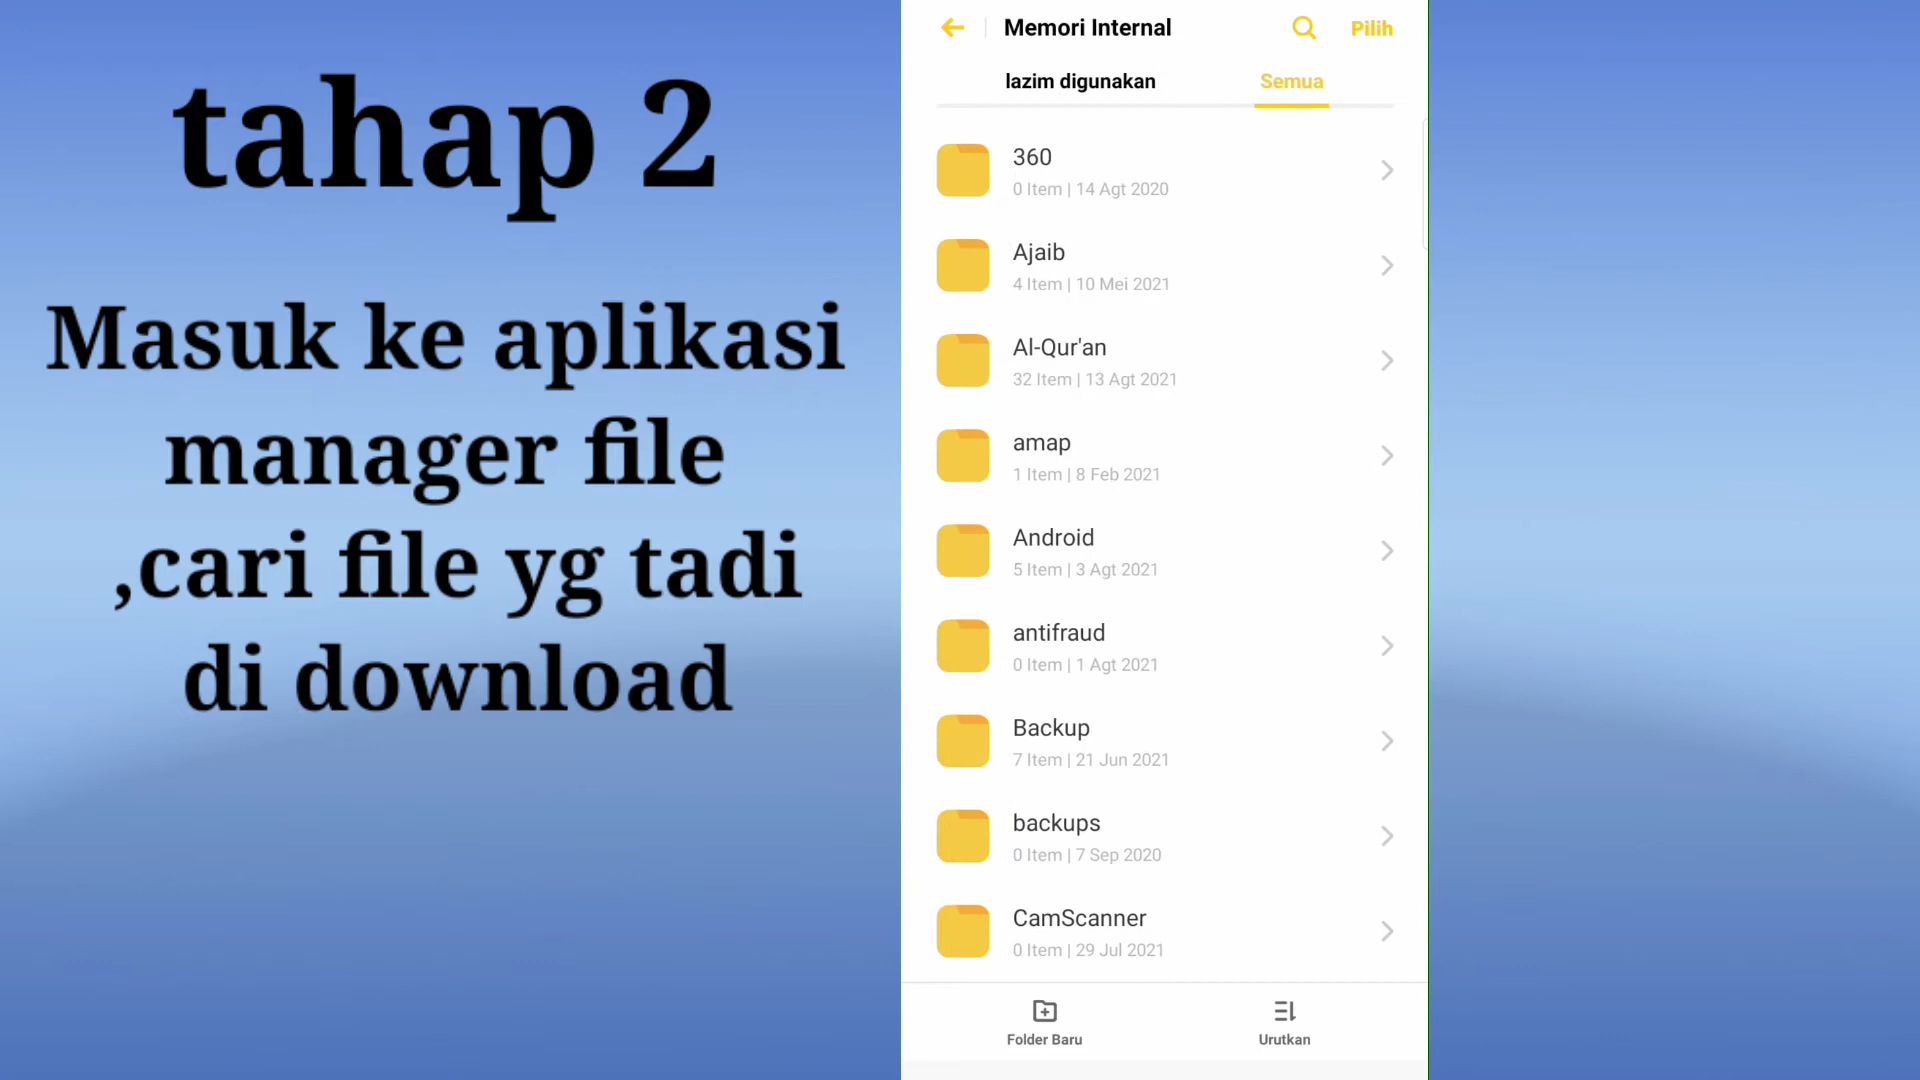 tahap 2
Masuk ke aplikasi
manager file
,cari file yg tadi
di download
Memori Internal
Pilih
lazim digunakan
Semua
360
0 Item | 14 Agt 2020
Ajaib
4 Item | 10 Mei 2021
Al-Qur'an
32 Item | 13 Agt 2021
amap
1 Item | 8 Feb 2021
Android
5 Item | 3 Agt 2021
antifraud
0 Item | 1 Agt 2021
Backup
7 Item | 21 Jun 2021
backups
0 Item | 7 Sep 2020
CamScanner
0 Item | 29 Jul 2021
Folder Baru
Urutkan